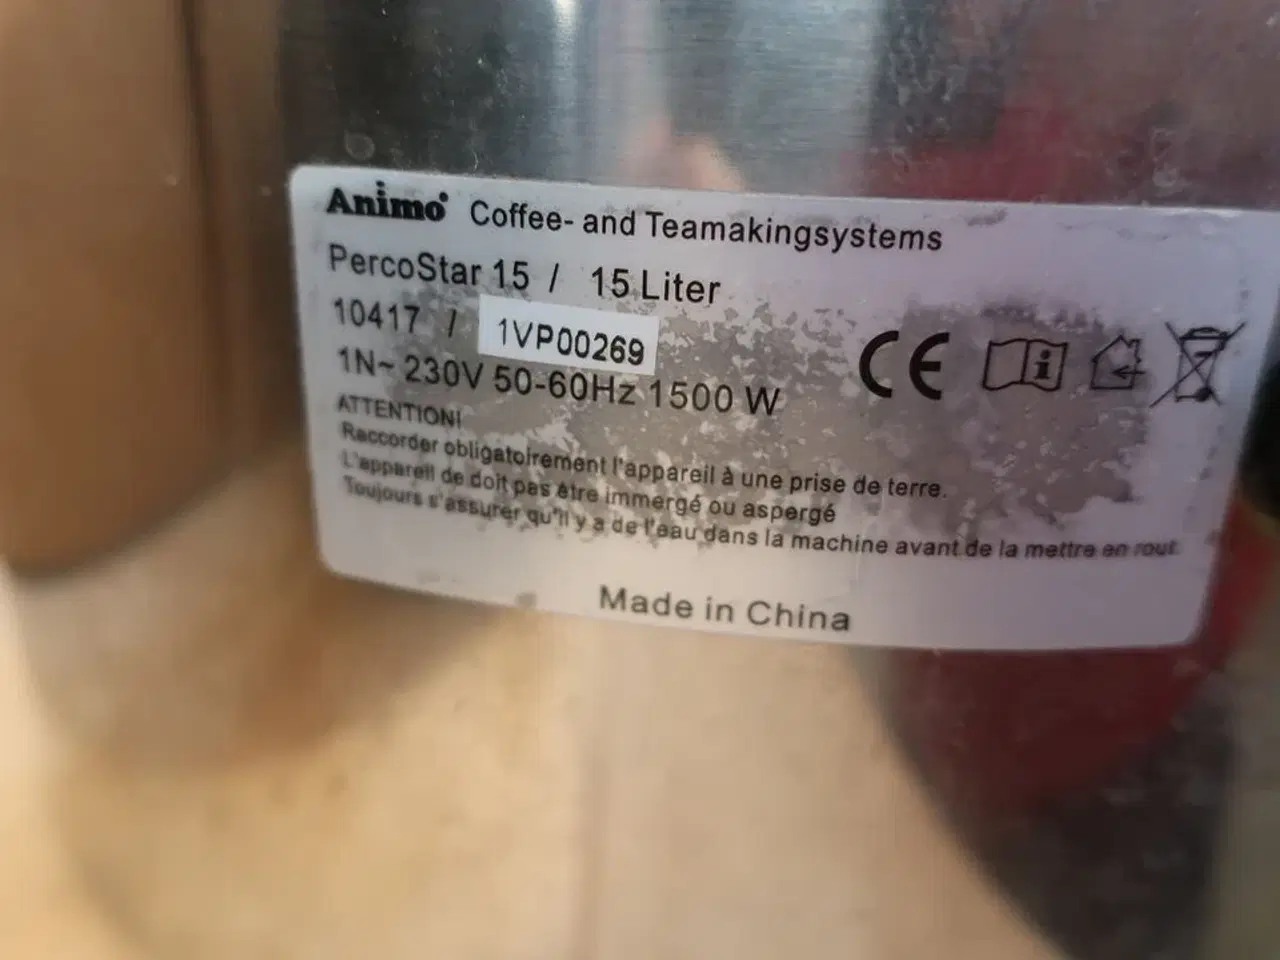 Animo Coffee- and Teamakingsystems
PercoStar 15 / 15 Liter
10417 / 1VP00269
1N~ 230V 50-60Hz 1500 W
ATTENTION!
Raccorder obligatoirement l'appareil à une prise de terre.
L'appareil de doit pas être immergé ou aspergé
Toujours s'assurer qu'il y a de l'eau dans la machine avant de la mettre en rout.
CE
Made in China